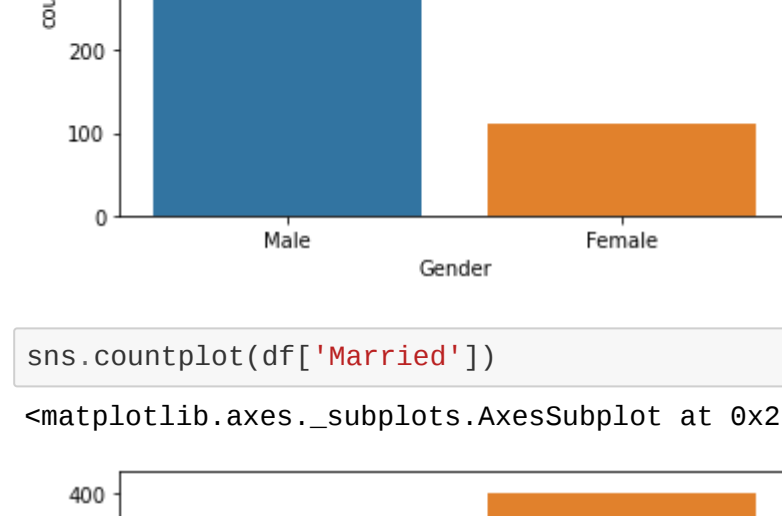 200
100
0
Male Female
Gender
sns.countplot(df['Married'])
<matplotlib.axes._subplots.AxesSubplot at 0x2
400